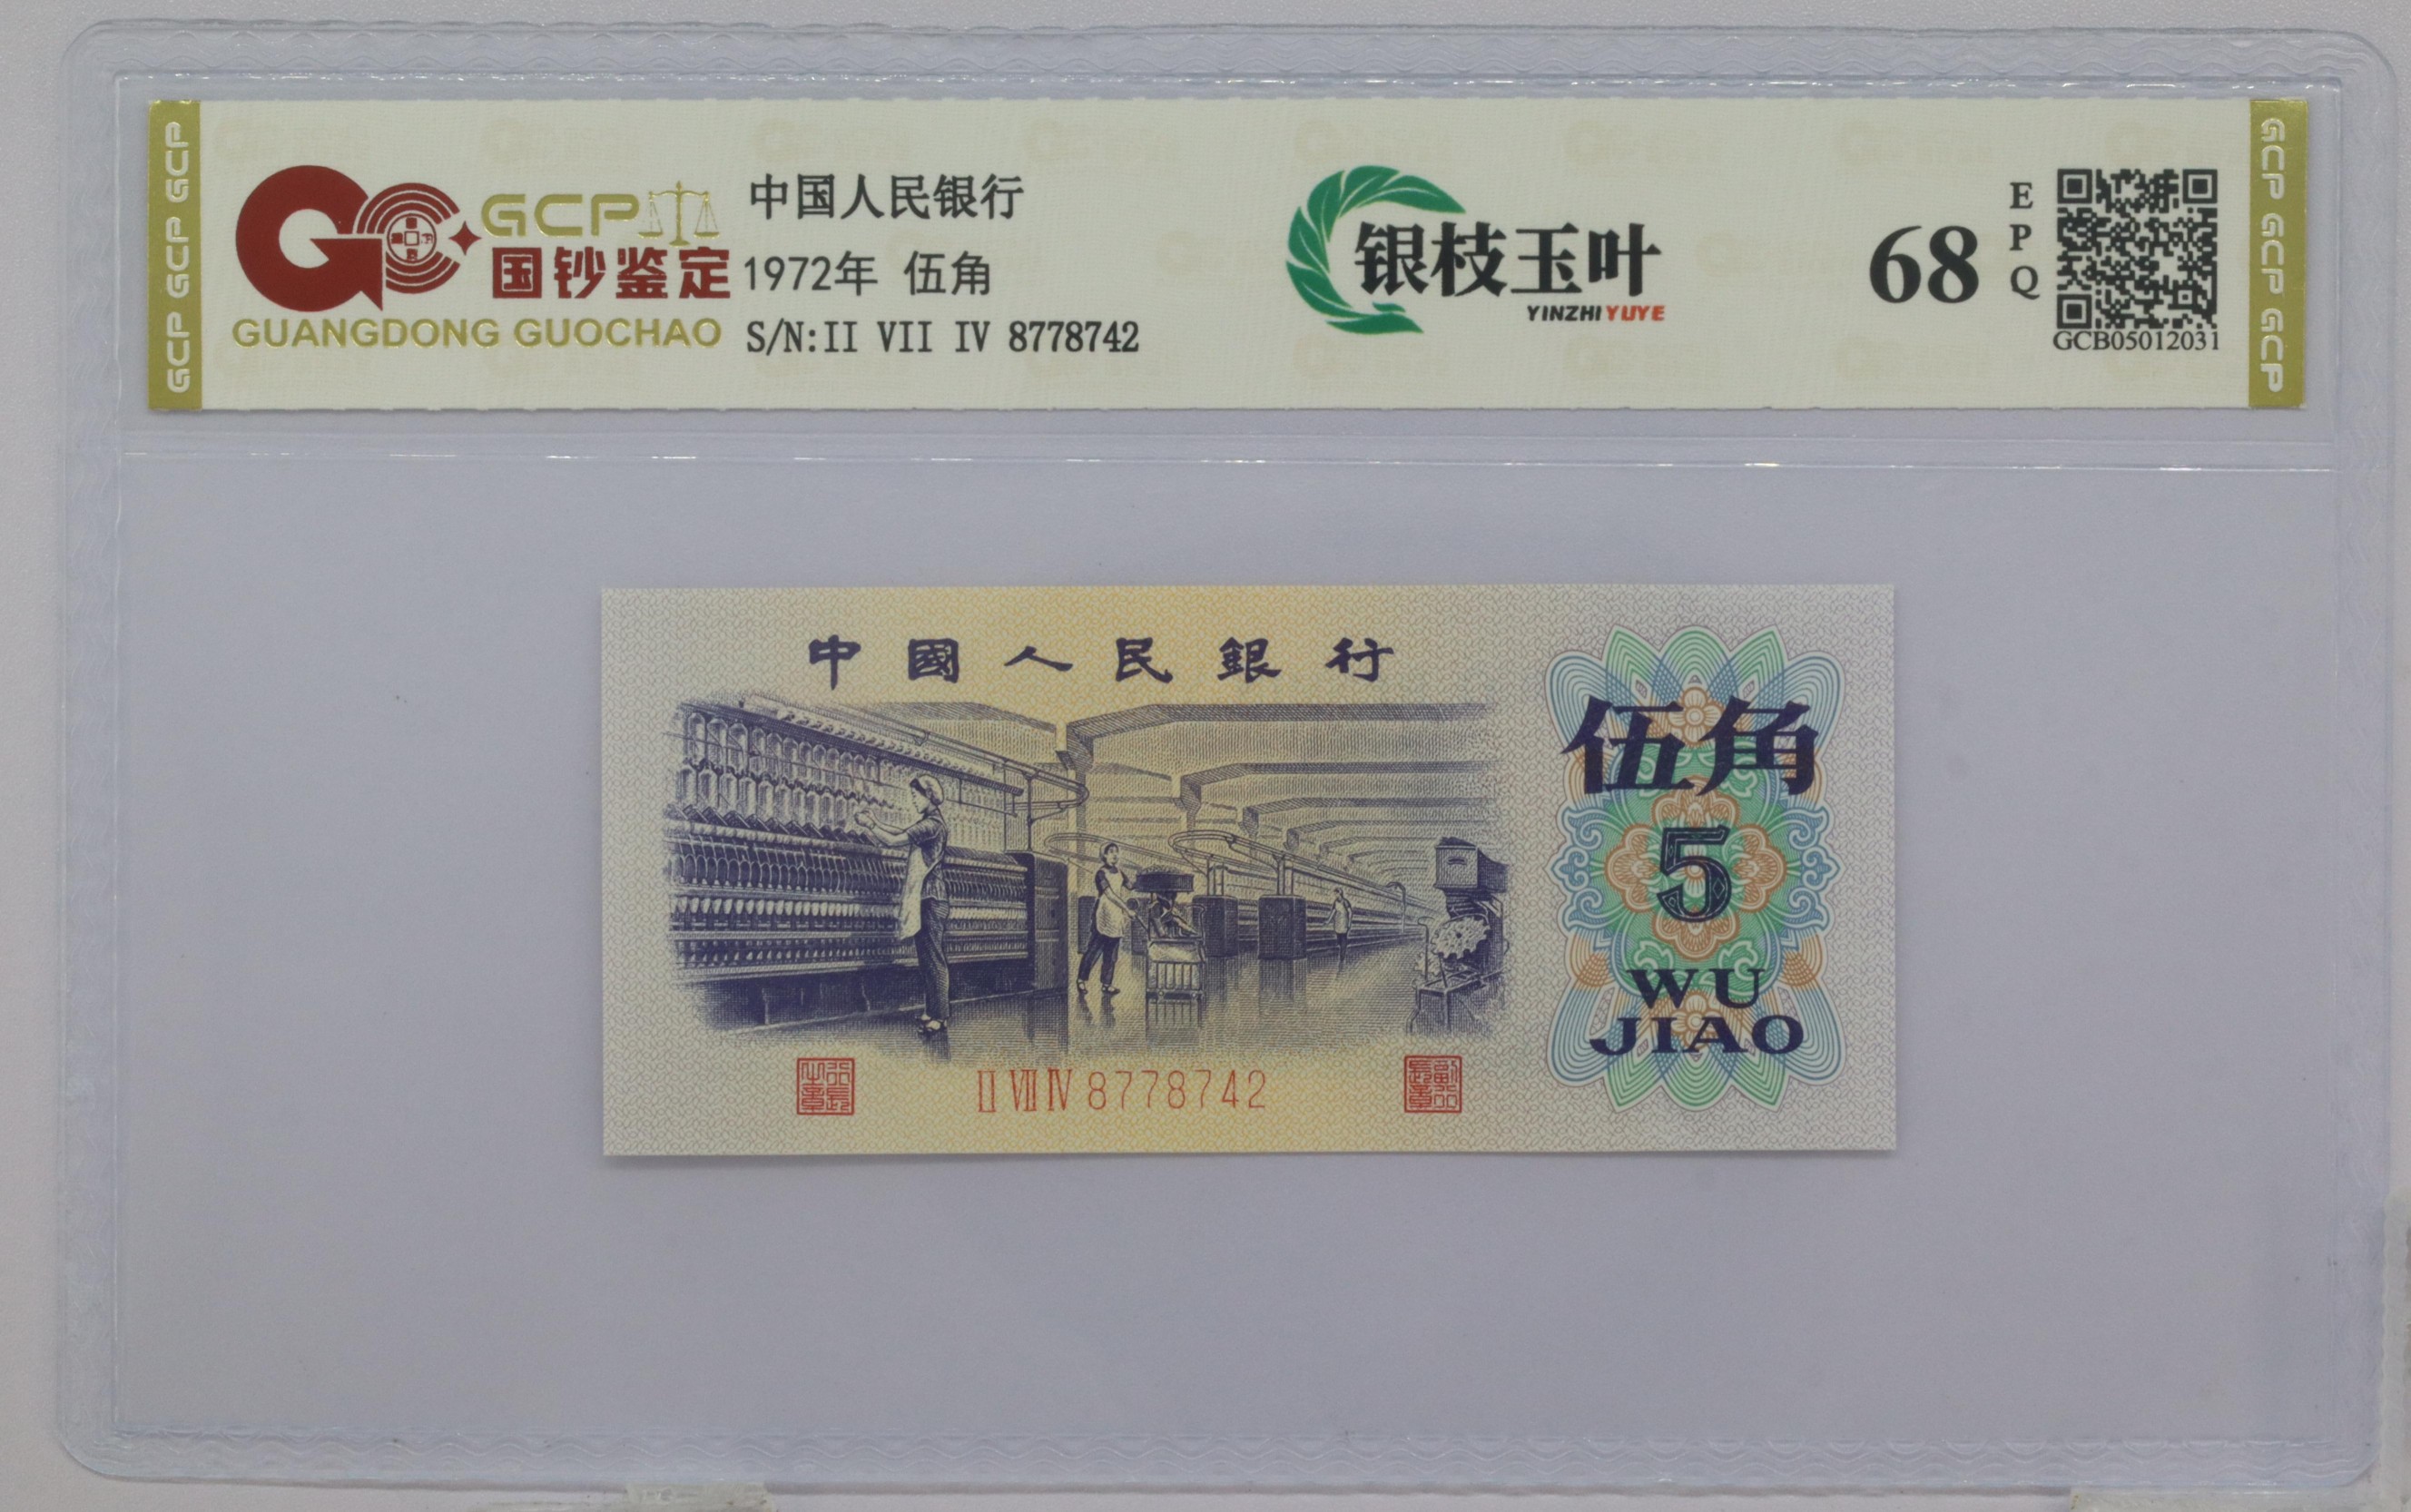 GCP GCP GCP
GCP
国钞鉴定
GUANGDONG GUOCHAO
中国人民银行
1972年 伍角
S/N:II VII IV 8778742
银枝玉叶
YINZHI YUYE
68
EPQ
GCB05012031
GCP GCP GCP
中國人民銀行
伍角
5
WU
JIAO
II VII IV 8778742